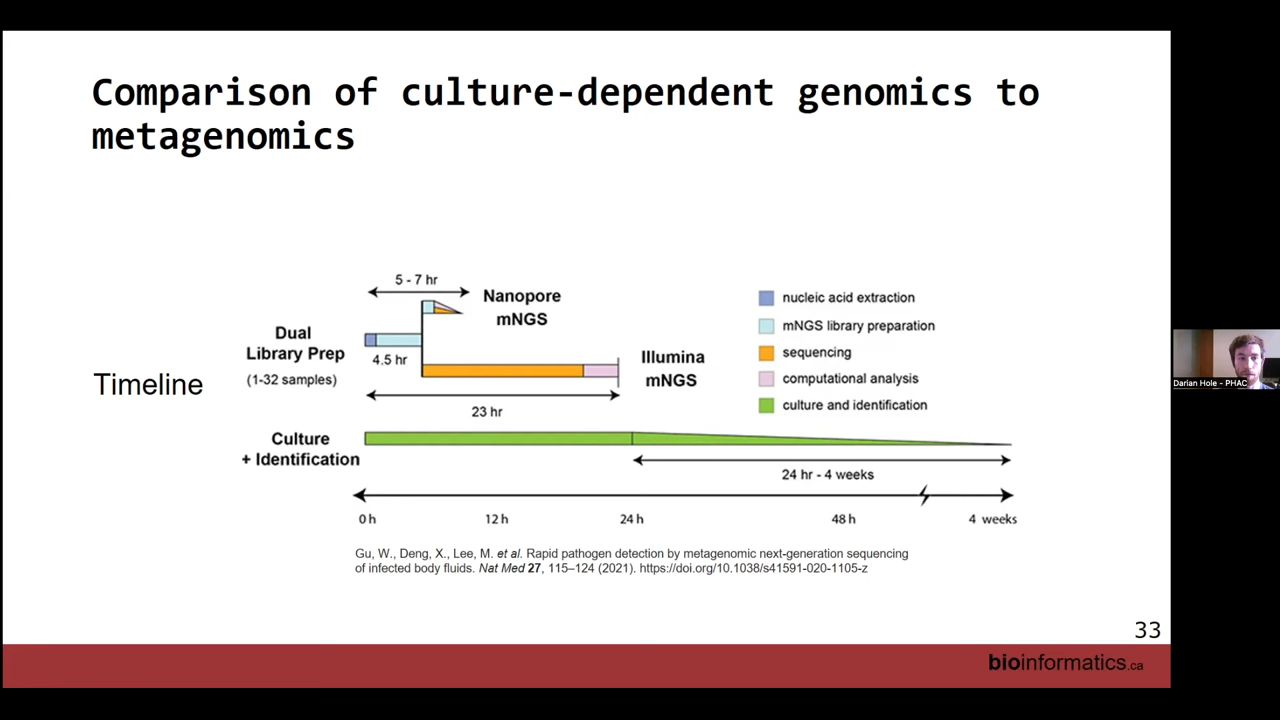 Comparison of culture-dependent genomics to
metagenomics
5 - 7 hr
Nanopore
mNGS
Dual
Library Prep
(1-32 samples)
4.5 hr
Illumina
mNGS
23 hr
Timeline
nucleic acid extraction
mNGS library preparation
sequencing
computational analysis
culture and identification
Culture
+ Identification
24 hr - 4 weeks
0 h
12 h
24 h
48 h
4 weeks
Gu, W., Deng, X., Lee, M. et al. Rapid pathogen detection by metagenomic next-generation sequencing
of infected body fluids. Nat Med 27, 115–124 (2021). https://doi.org/10.1038/s41591-020-1105-z
33
bioinformatics.ca
Darian Hole - PHAC